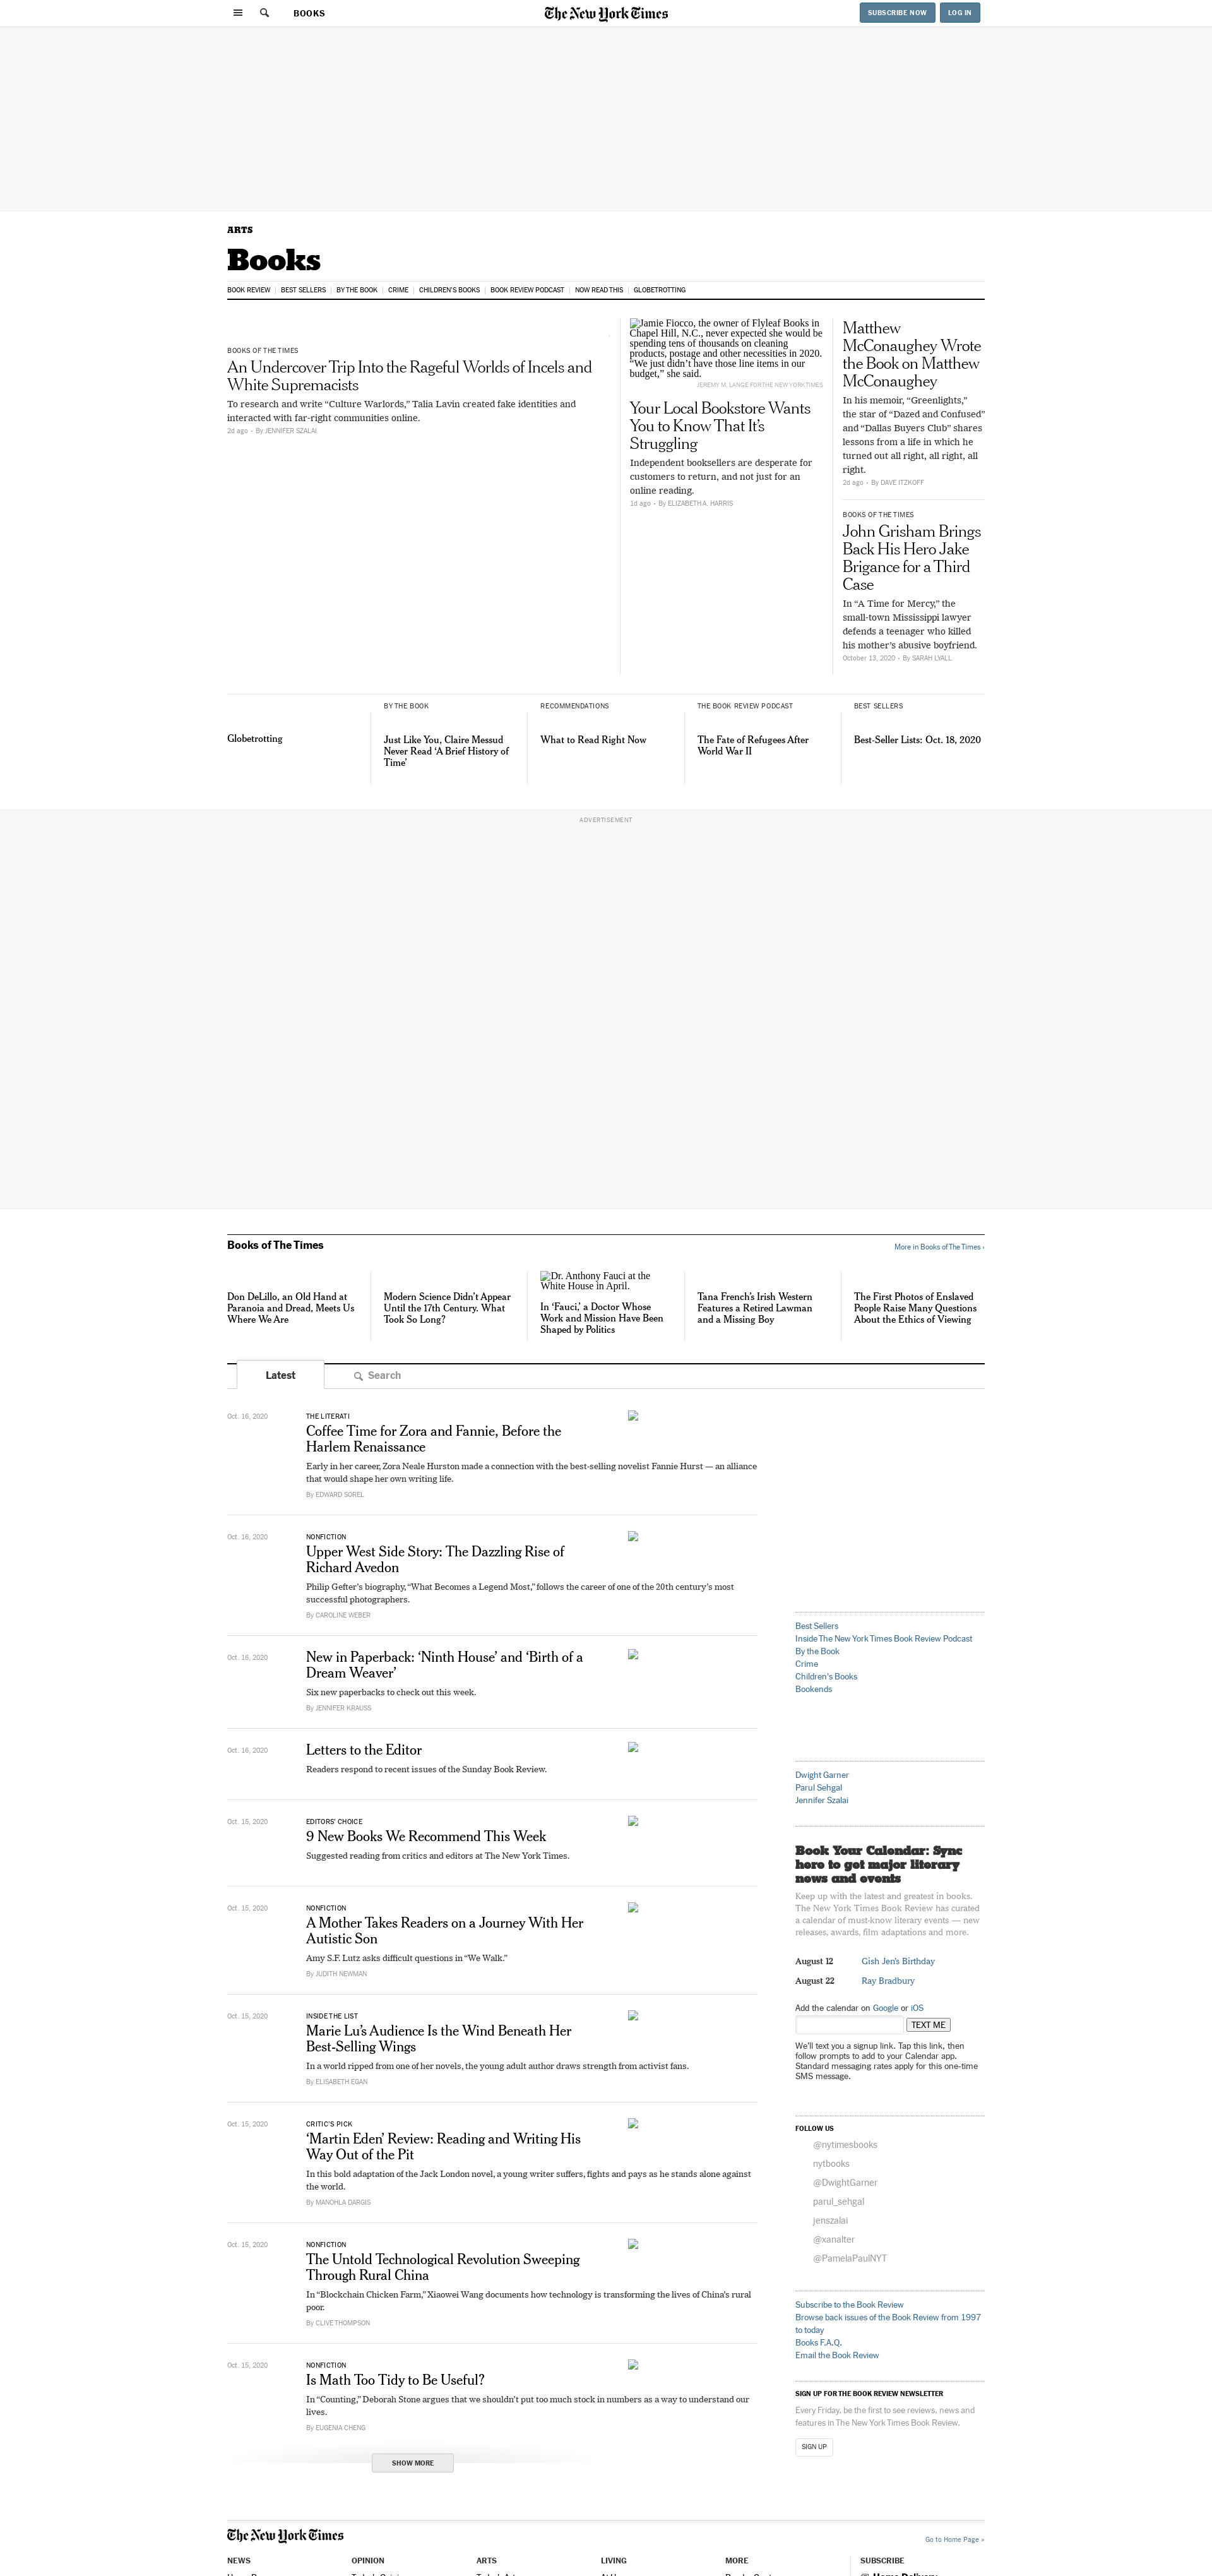 BOOKS
The New York Times
SUBSCRIBE NOW
LOG IN
ARTS
Books
BOOK REVIEW
BEST SELLERS
BY THE BOOK
CRIME
CHILDREN'S BOOKS
BOOK REVIEW PODCAST
NOW READ THIS
GLOBETROTTING
BOOKS OF THE TIMES
An Undercover Trip Into the Rageful Worlds of Incels and
White Supremacists
To research and write “Culture Warlords,” Talia Lavin created fake identities and
interacted with far-right communities online.
2d ago - By JENNIFER SZALAI
Jamie Fiocco, the owner of Flyleaf Books in
Chapel Hill, N.C., never expected she would be
spending tens of thousands on cleaning
products, postage and other necessities in 2020.
“We just didn’t have those line items in our
budget,” she said.
JEREMY M. LANGE FOR THE NEW YORK TIMES
Your Local Bookstore Wants
You to Know That It’s
Struggling
Independent booksellers are desperate for
customers to return, and not just for an
online reading.
1d ago - By ELIZABETH A. HARRIS
Matthew
McConaughey Wrote
the Book on Matthew
McConaughey
In his memoir, “Greenlights,”
the star of “Dazed and Confused”
and “Dallas Buyers Club” shares
lessons from a life in which he
turned out all right, all right, all
right.
2d ago - By DAVE ITZKOFF
BOOKS OF THE TIMES
John Grisham Brings
Back His Hero Jake
Brigance for a Third
Case
In “A Time for Mercy,” the
small-town Mississippi lawyer
defends a teenager who killed
his mother’s abusive boyfriend.
October 13, 2020 - By SARAH LYALL
Globetrotting
BY THE BOOK
Just Like You, Claire Messud
Never Read ‘A Brief History of
Time’
RECOMMENDATIONS
What to Read Right Now
THE BOOK REVIEW PODCAST
The Fate of Refugees After
World War II
BEST SELLERS
Best-Seller Lists: Oct. 18, 2020
ADVERTISEMENT
Books of The Times
More in Books of The Times ›
Don DeLillo, an Old Hand at
Paranoia and Dread, Meets Us
Where We Are
Modern Science Didn’t Appear
Until the 17th Century. What
Took So Long?
Dr. Anthony Fauci at the
White House in April.
In ‘Fauci,’ a Doctor Whose
Work and Mission Have Been
Shaped by Politics
Tana French’s Irish Western
Features a Retired Lawman
and a Missing Boy
The First Photos of Enslaved
People Raise Many Questions
About the Ethics of Viewing
Latest
Search
Oct. 16, 2020
THE LITERATI
Coffee Time for Zora and Fannie, Before the
Harlem Renaissance
Early in her career, Zora Neale Hurston made a connection with the best-selling novelist Fannie Hurst — an alliance
that would shape her own writing life.
By EDWARD SOREL
Oct. 16, 2020
NONFICTION
Upper West Side Story: The Dazzling Rise of
Richard Avedon
Philip Gefter’s biography, “What Becomes a Legend Most,” follows the career of one of the 20th century’s most
successful photographers.
By CAROLINE WEBER
Oct. 16, 2020
New in Paperback: ‘Ninth House’ and ‘Birth of a
Dream Weaver’
Six new paperbacks to check out this week.
By JENNIFER KRAUSS
Oct. 16, 2020
Letters to the Editor
Readers respond to recent issues of the Sunday Book Review.
Oct. 15, 2020
EDITORS’ CHOICE
9 New Books We Recommend This Week
Suggested reading from critics and editors at The New York Times.
Oct. 15, 2020
NONFICTION
A Mother Takes Readers on a Journey With Her
Autistic Son
Amy S.F. Lutz asks difficult questions in “We Walk.”
By JUDITH NEWMAN
Oct. 15, 2020
INSIDE THE LIST
Marie Lu’s Audience Is the Wind Beneath Her
Best-Selling Wings
In a world ripped from one of her novels, the young adult author draws strength from activist fans.
By ELISABETH EGAN
Oct. 15, 2020
CRITIC’S PICK
‘Martin Eden’ Review: Reading and Writing His
Way Out of the Pit
In this bold adaptation of the Jack London novel, a young writer suffers, fights and pays as he stands alone against
the world.
By MANOHLA DARGIS
Oct. 15, 2020
NONFICTION
The Untold Technological Revolution Sweeping
Through Rural China
In “Blockchain Chicken Farm,” Xiaowei Wang documents how technology is transforming the lives of China’s rural
poor.
By CLIVE THOMPSON
Oct. 15, 2020
NONFICTION
Is Math Too Tidy to Be Useful?
In “Counting,” Deborah Stone argues that we shouldn’t put too much stock in numbers as a way to understand our
lives.
By EUGENIA CHENG
SHOW MORE
Best Sellers
Inside The New York Times Book Review Podcast
By the Book
Crime
Children's Books
Bookends
Dwight Garner
Parul Sehgal
Jennifer Szalai
Book Your Calendar: Sync
here to get major literary
news and events
Keep up with the latest and greatest in books.
The New York Times Book Review has curated
a calendar of must-know literary events — new
releases, awards, film adaptations and more.
August 12 Gish Jen's Birthday
August 22 Ray Bradbury
Add the calendar on Google or iOS
TEXT ME
We’ll text you a signup link. Tap this link, then
follow prompts to add to your Calendar app.
Standard messaging rates apply for this one-time
SMS message.
FOLLOW US
@nytimesbooks
nytbooks
@DwightGarner
parul_sehgal
jenszalai
@xanalter
@PamelaPaulNYT
Subscribe to the Book Review
Browse back issues of the Book Review from 1997
to today
Books F.A.Q.
Email the Book Review
SIGN UP FOR THE BOOK REVIEW NEWSLETTER
Every Friday, be the first to see reviews, news and
features in The New York Times Book Review.
SIGN UP
The New York Times
Go to Home Page »
NEWS
OPINION
ARTS
LIVING
MORE
SUBSCRIBE